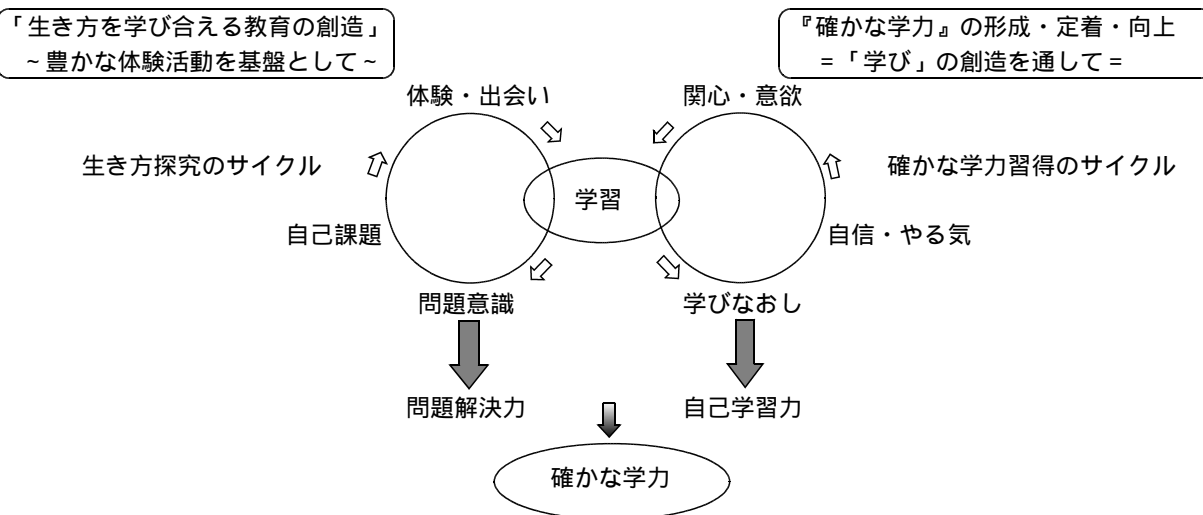 「生き方を学び合える教育の創造」
~豊かな体験活動を基盤として~
『確かな学力』の形成・定着・向上
=「学び」の創造を通して=
体験・出会い
関心・意欲
生き方探究のサイクル
確かな学力習得のサイクル
学習
自己課題
自信・やる気
問題意識
学びなおし
問題解決力
自己学習力
確かな学力